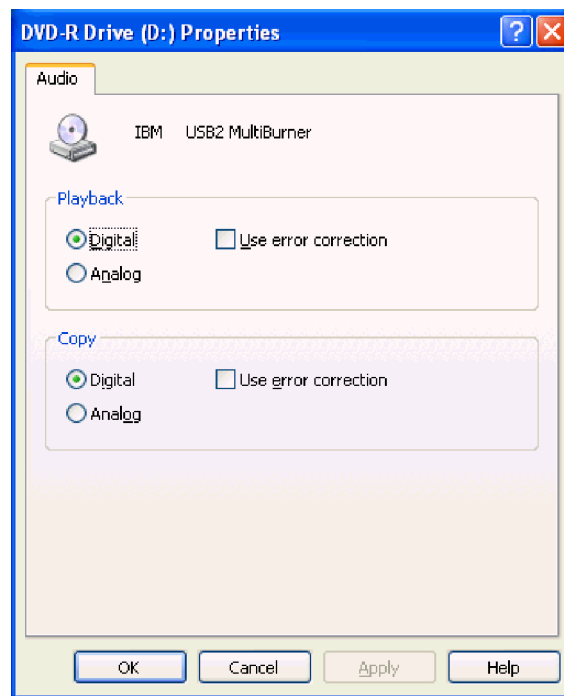 DVD-R Drive (D:) Properties
Audio
IBM USB2 MultiBurner
Playback
Digital Use error correction
Analog
Copy
Digital Use error correction
Analog
OK Cancel Apply Help